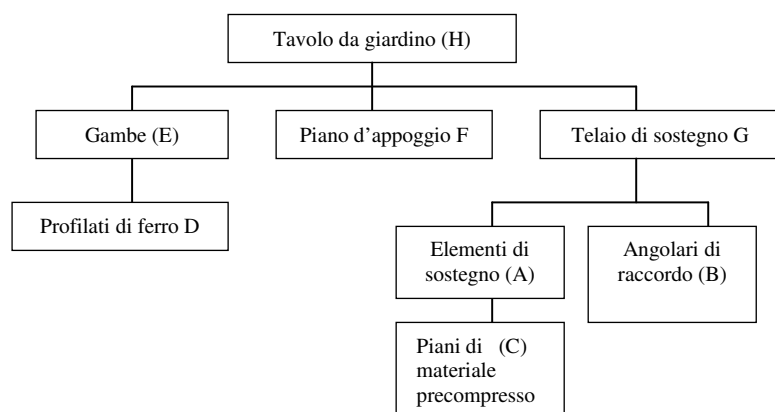 Tavolo da giardino (H)
Gambe (E)
Piano d'appoggio F
Telaio di sostegno G
Profilati di ferro D
Elementi di
sostegno (A)
Angolari di
raccordo (B)
Piani di (C)
materiale
precompresso